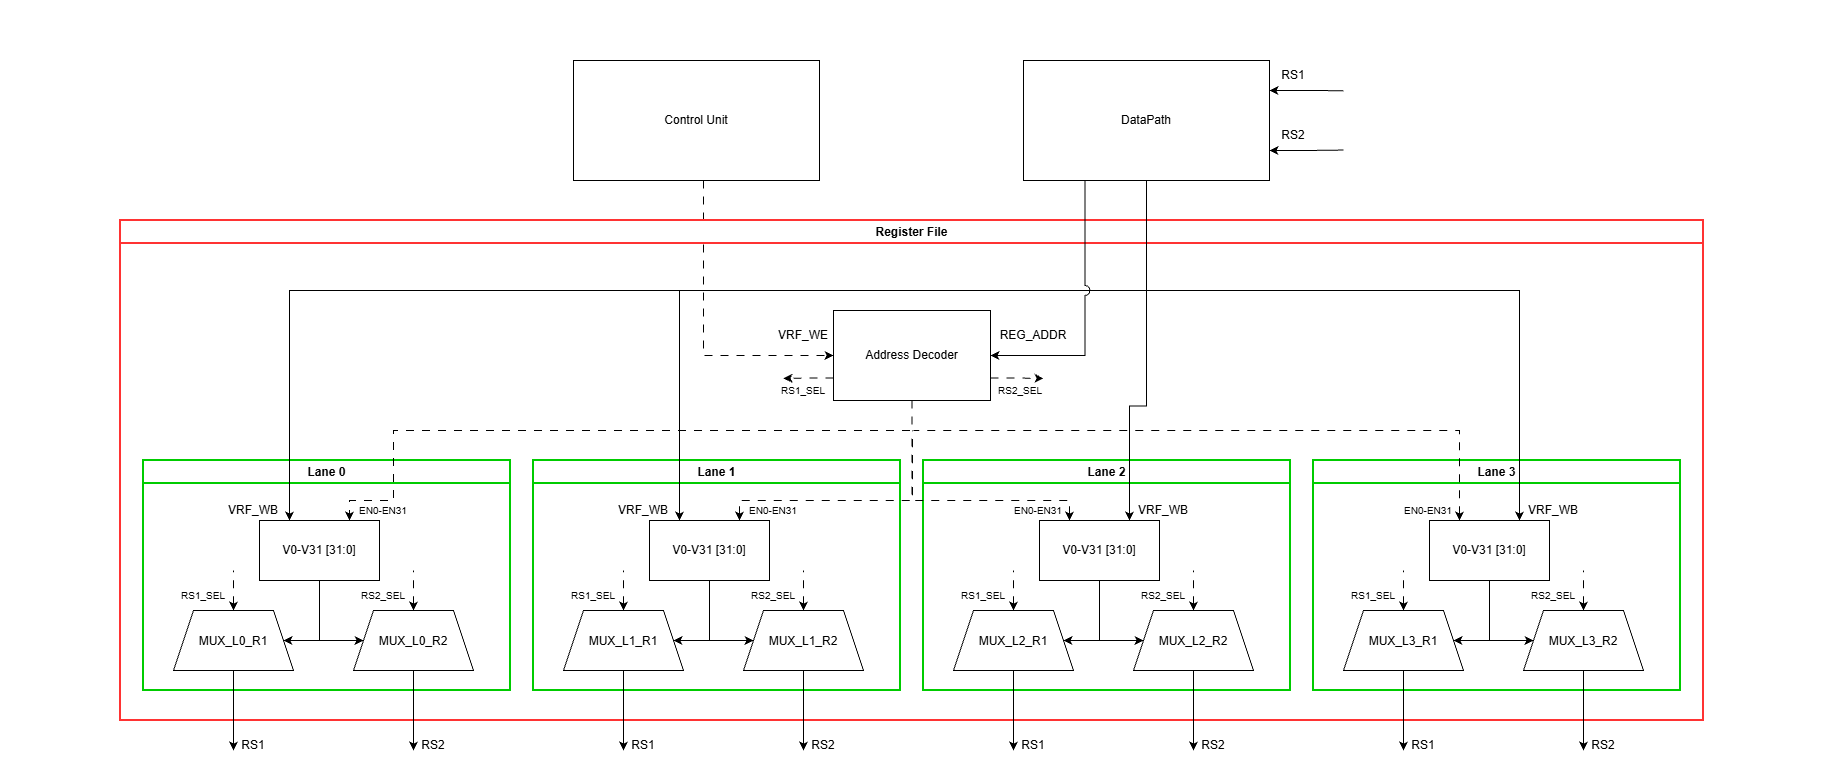 RS1
Control Unit
DataPath
RS2
Register File
VRF_WE
REG_ADDR
Address Decoder
RS1_SEL
RS2_SEL
Lane 0
Lane 1
Lane 2
Lane 3
VRF_WB
EN0-EN31
VRF_WB
EN0-EN31
EN0-EN31
VRF_WB
EN0-EN31
VRF_WB
V0-V31 [31:0]
V0-V31 [31:0]
V0-V31 [31:0]
V0-V31 [31:0]
RS1_SEL
RS2_SEL
RS1_SEL
RS2_SEL
RS1_SEL
RS2_SEL
RS1_SEL
RS2_SEL
MUX_L0_R1
MUX_L0_R2
MUX_L1_R1
MUX_L1_R2
MUX_L2_R1
MUX_L2_R2
MUX_L3_R1
MUX_L3_R2
RS1
RS2
RS1
RS2
RS1
RS2
RS1
RS2